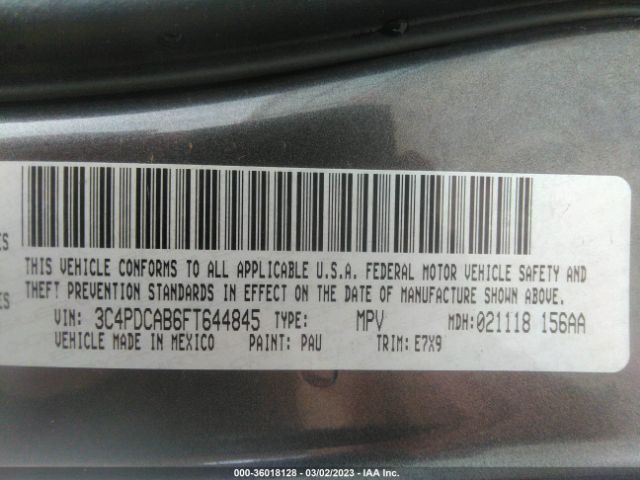 THIS VEHICLE CONFORMS TO ALL APPLICABLE U.S.A. FEDERAL MOTOR VEHICLE SAFETY AND
ES
THEFT PREVENTION STANDARDS IN EFFECT ON THE DATE OF MANUFACTURE SHOWN ABOVE.
ES
VIN: 3C4PDCAB6FT644845 TYPE: MPV MDH:021118 156AA
VEHICLE MADE IN MEXICO PAINT: PAU TRIM: E7X9
000-36018128 - 03/02/2023 - IAA Inc.